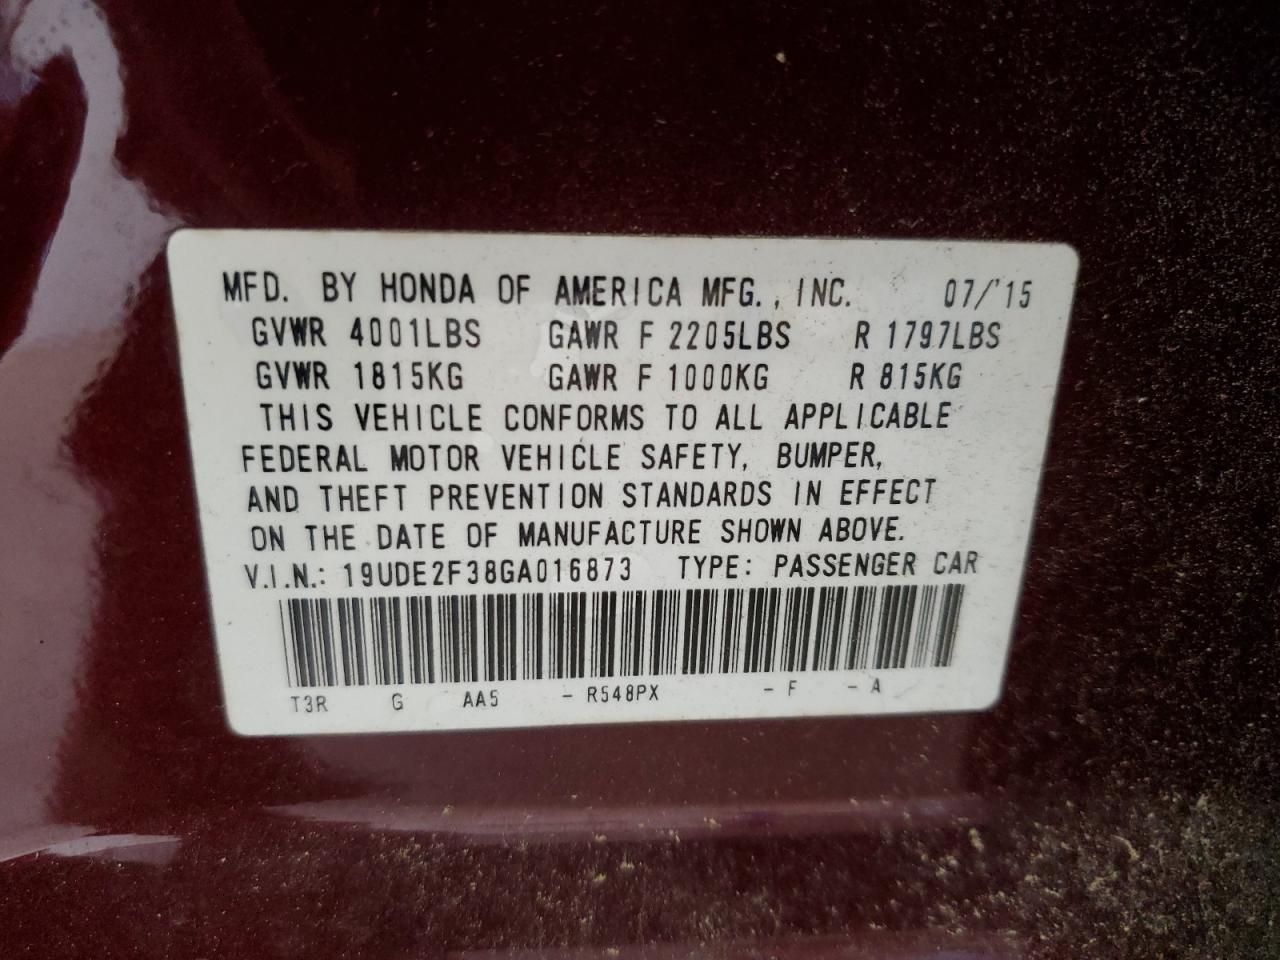 MFD. BY HONDA OF AMERICA MFG., INC. 07/'15
GVWR 4001LBS GAWR F 2205LBS R 1797LBS
GVWR 1815KG GAWR F 1000KG R 815KG
THIS VEHICLE CONFORMS TO ALL APPLICABLE
FEDERAL MOTOR VEHICLE SAFETY, BUMPER,
AND THEFT PREVENTION STANDARDS IN EFFECT
ON THE DATE OF MANUFACTURE SHOWN ABOVE.
V.I.N.: 19UDE2F38GA016873 TYPE: PASSENGER CAR
T3R G AA5 - R548PX - F - A